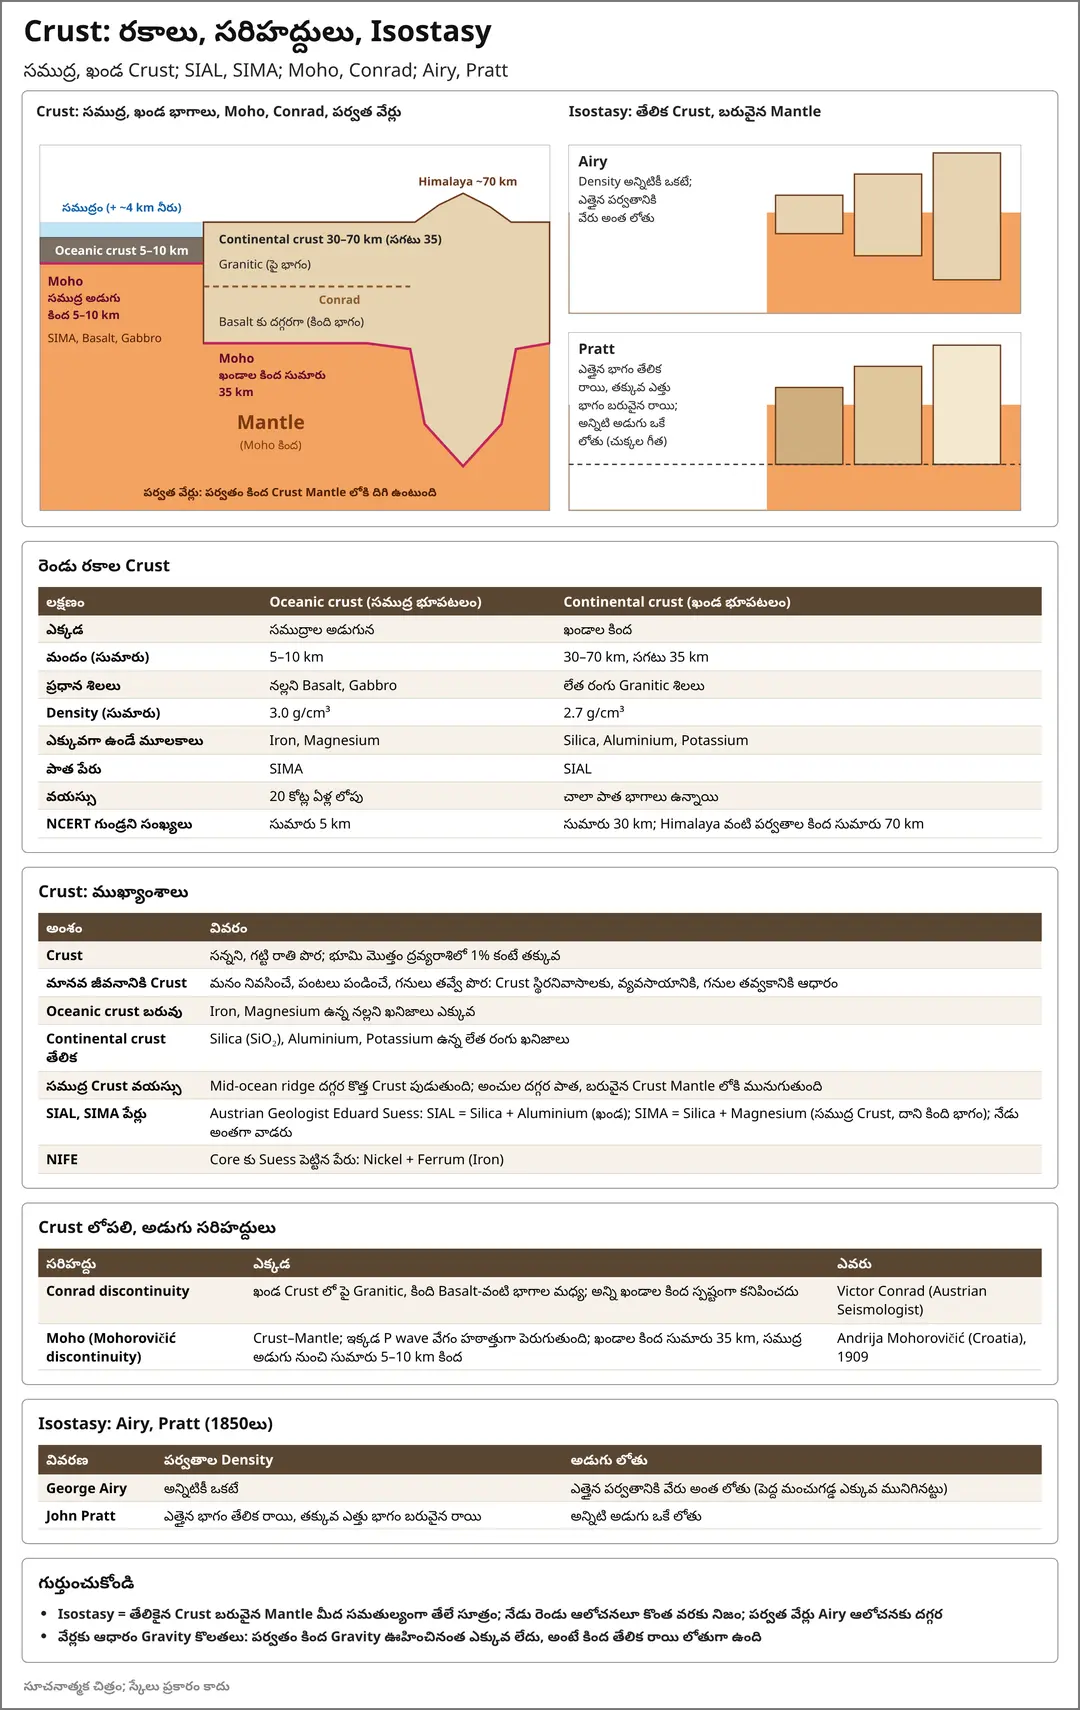 Crust: రకాలు, సరిహద్దులు, Isostasy
సముద్ర, ఖండ Crust; SIAL, SIMA; Moho, Conrad; Airy, Pratt
Crust: సముద్ర, ఖండ భాగాలు, Moho, Conrad, పర్వత వేర్లు
Himalaya ~70 km
సముద్రం (+ ~4 km నీరు)
Oceanic crust 5–10 km
Continental crust 30–70 km (సగటు 35)
Granitic (పై భాగం)
Conrad
Basalt కు దగ్గరగా (కింది భాగం)
Moho
సముద్ర అడుగు
కింద 5–10 km
SIMA, Basalt, Gabbro
Moho
ఖండాల కింద సుమారు
35 km
Mantle
(Moho కింద)
పర్వత వేర్లు: పర్వతం కింద Crust Mantle లోకి దిగి ఉంటుంది
Isostasy: తేలిక Crust, బరువైన Mantle
Airy
Density అన్నిటికీ ఒకటే;
ఎత్తైన పర్వతానికి
వేరు అంత లోతు
Pratt
ఎత్తైన భాగం తేలిక
రాయి, తక్కువ ఎత్తు
భాగం బరువైన రాయి;
అన్నిటి అడుగు ఒకే
లోతు (చుక్కల గీత)
రెండు రకాల Crust
లక్షణం Oceanic crust (సముద్ర భూపటలం) Continental crust (ఖండ భూపటలం)
ఎక్కడ సముద్రాల అడుగున ఖండాల కింద
మందం (సుమారు) 5–10 km 30–70 km, సగటు 35 km
ప్రధాన శిలలు నల్లని Basalt, Gabbro లేత రంగు Granitic శిలలు
Density (సుమారు) 3.0 g/cm³ 2.7 g/cm³
ఎక్కువగా ఉండే మూలకాలు Iron, Magnesium Silica, Aluminium, Potassium
పాత పేరు SIMA SIAL
వయస్సు 20 కోట్ల ఏళ్ల లోపు చాలా పాత భాగాలు ఉన్నాయి
NCERT గుండ్రని సంఖ్యలు సుమారు 5 km సుమారు 30 km; Himalaya వంటి పర్వతాల కింద సుమారు 70 km
Crust: ముఖ్యాంశాలు
అంశం వివరం
Crust సన్నని, గట్టి రాతి పొర; భూమి మొత్తం ద్రవ్యరాశిలో 1% కంటే తక్కువ
మానవ జీవనానికి Crust మనం నివసించే, పంటలు పండించే, గనులు తవ్వే పొర: Crust స్థిరనివాసాలకు, వ్యవసాయానికి, గనుల తవ్వకానికి ఆధారం
Oceanic crust బరువు Iron, Magnesium ఉన్న నల్లని ఖనిజాలు ఎక్కువ
Continental crust Silica (SiO₂), Aluminium, Potassium ఉన్న లేత రంగు ఖనిజాలు
తేలిక
సముద్ర Crust వయస్సు Mid-ocean ridge దగ్గర కొత్త Crust పుడుతుంది; అంచుల దగ్గర పాత, బరువైన Crust Mantle లోకి మునుగుతుంది
SIAL, SIMA పేర్లు Austrian Geologist Eduard Suess: SIAL = Silica + Aluminium (ఖండ); SIMA = Silica + Magnesium (సముద్ర Crust, దాని కింది భాగం); నేడు
అంతగా వాడరు
NIFE Core కు Suess పెట్టిన పేరు: Nickel + Ferrum (Iron)
Crust లోపలి, అడుగు సరిహద్దులు
సరిహద్దు ఎక్కడ ఎవరు
Conrad discontinuity ఖండ Crust లో పై Granitic, కింది Basalt-వంటి భాగాల మధ్య; అన్ని ఖండాల కింద స్పష్టంగా కనిపించదు Victor Conrad (Austrian
Seismologist)
Moho (Mohorovičić Crust–Mantle; ఇక్కడ P wave వేగం హఠాత్తుగా పెరుగుతుంది; ఖండాల కింద సుమారు 35 km, సముద్ర Andrija Mohorovičić (Croatia),
discontinuity) అడుగు నుంచి సుమారు 5–10 km కింద 1909
Isostasy: Airy, Pratt (1850లు)
వివరణ పర్వతాల Density అడుగు లోతు
George Airy అన్నిటికీ ఒకటే ఎత్తైన పర్వతానికి వేరు అంత లోతు (పెద్ద మంచుగడ్డ ఎక్కువ మునిగినట్టు)
John Pratt ఎత్తైన భాగం తేలిక రాయి, తక్కువ ఎత్తు భాగం బరువైన రాయి అన్నిటి అడుగు ఒకే లోతు
గుర్తుంచుకోండి
• Isostasy = తేలికైన Crust బరువైన Mantle మీద సమతుల్యంగా తేలే సూత్రం; నేడు రెండు ఆలోచనలూ కొంత వరకు నిజం; పర్వత వేర్లు Airy ఆలోచనకు దగ్గర
• వేర్లకు ఆధారం Gravity కొలతలు: పర్వతం కింద Gravity ఊహించినంత ఎక్కువ లేదు, అంటే కింద తేలిక రాయి లోతుగా ఉంది
సూచనాత్మక చిత్రం; స్కేలు ప్రకారం కాదు